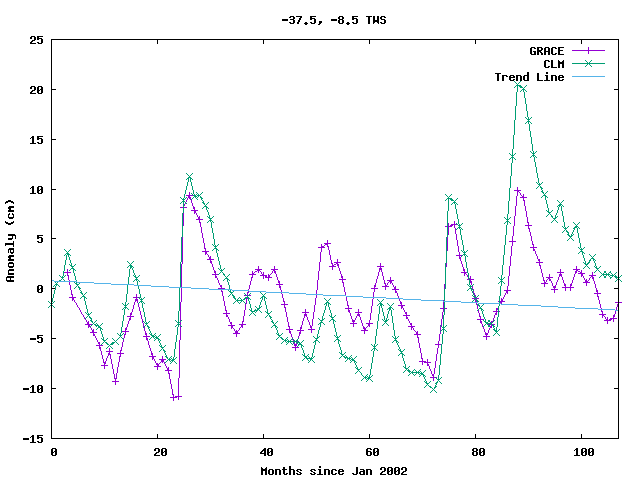 -37.5, -8.5 TWS
GRACE
CLM
Trend Line
25
20
15
10
5
0
-5
-10
-15
Anomaly (cm)
0 20 40 60 80 100
Months since Jan 2002